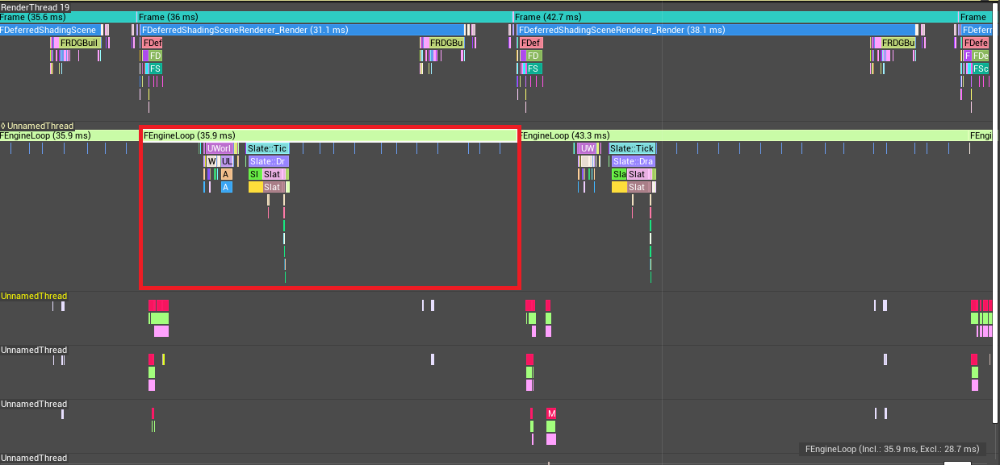 RenderThread 19
Frame (35.6 ms) Frame (36 ms) Frame (42.7 ms) Frame
FDeferredShadingScene FDeferredShadingSceneRenderer_Render (31.1 ms) FDeferredShadingSceneRenderer_Render (38.1 ms) FDeferr
FRDGBuil FDef FRDGBu FDef FRDGBu FDefe
FD FD F FDe
FS FS FSc
◊ UnnamedThread
FEngineLoop (35.9 ms) FEngineLoop (35.9 ms) FEngineLoop (43.3 ms) FEngi
UWorl Slate::Tic UW Slate::Tick
W UL Slate::Dr Slate::Dra
A Sl Slat Sla Slat
A Slat Slat
UnnamedThread
UnnamedThread
UnnamedThread
M
FEngineLoop (Incl.: 35.9 ms, Excl.: 28.7 ms)
UnnamedThread